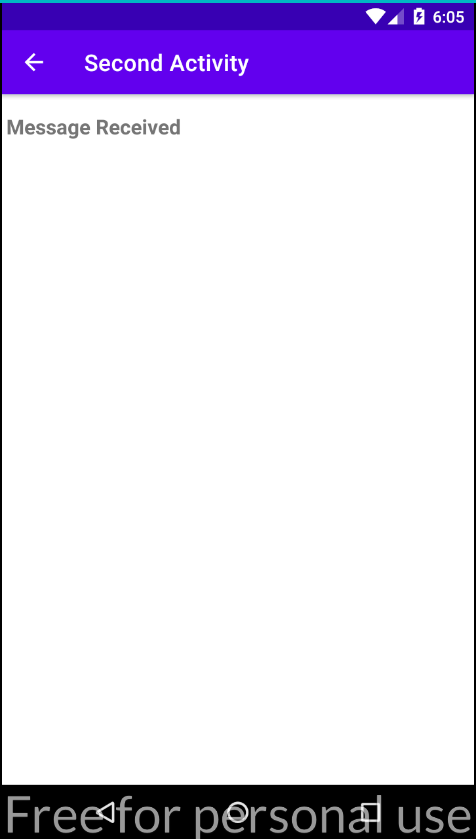 6:05
Second Activity
Message Received
Free for personal use